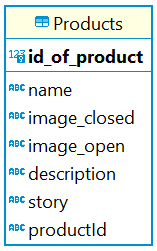 Products
123 id_of_product
ABC name
ABC image_closed
ABC image_open
ABC description
ABC story
ABC productId